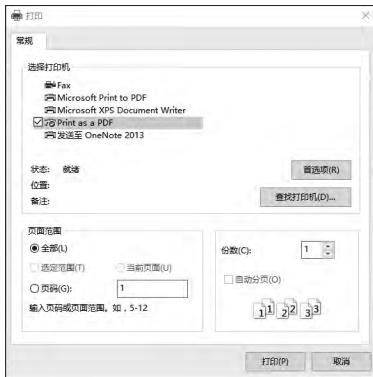 打印
常规
选择打印机
Fax
Microsoft Print to PDF
Microsoft XPS Document Writer
Print as a PDF
发送至 OneNote 2013
状态: 就绪
首选项(R)
位置:
备注:
查找打印机(D)...
页面范围
全部(L)
选定范围(T) 当前页面(U)
页码(G): 1
输入页码或页面范围。如,5-12
份数(C): 1
自动分页(O)
11 22 33
打印(P) 取消